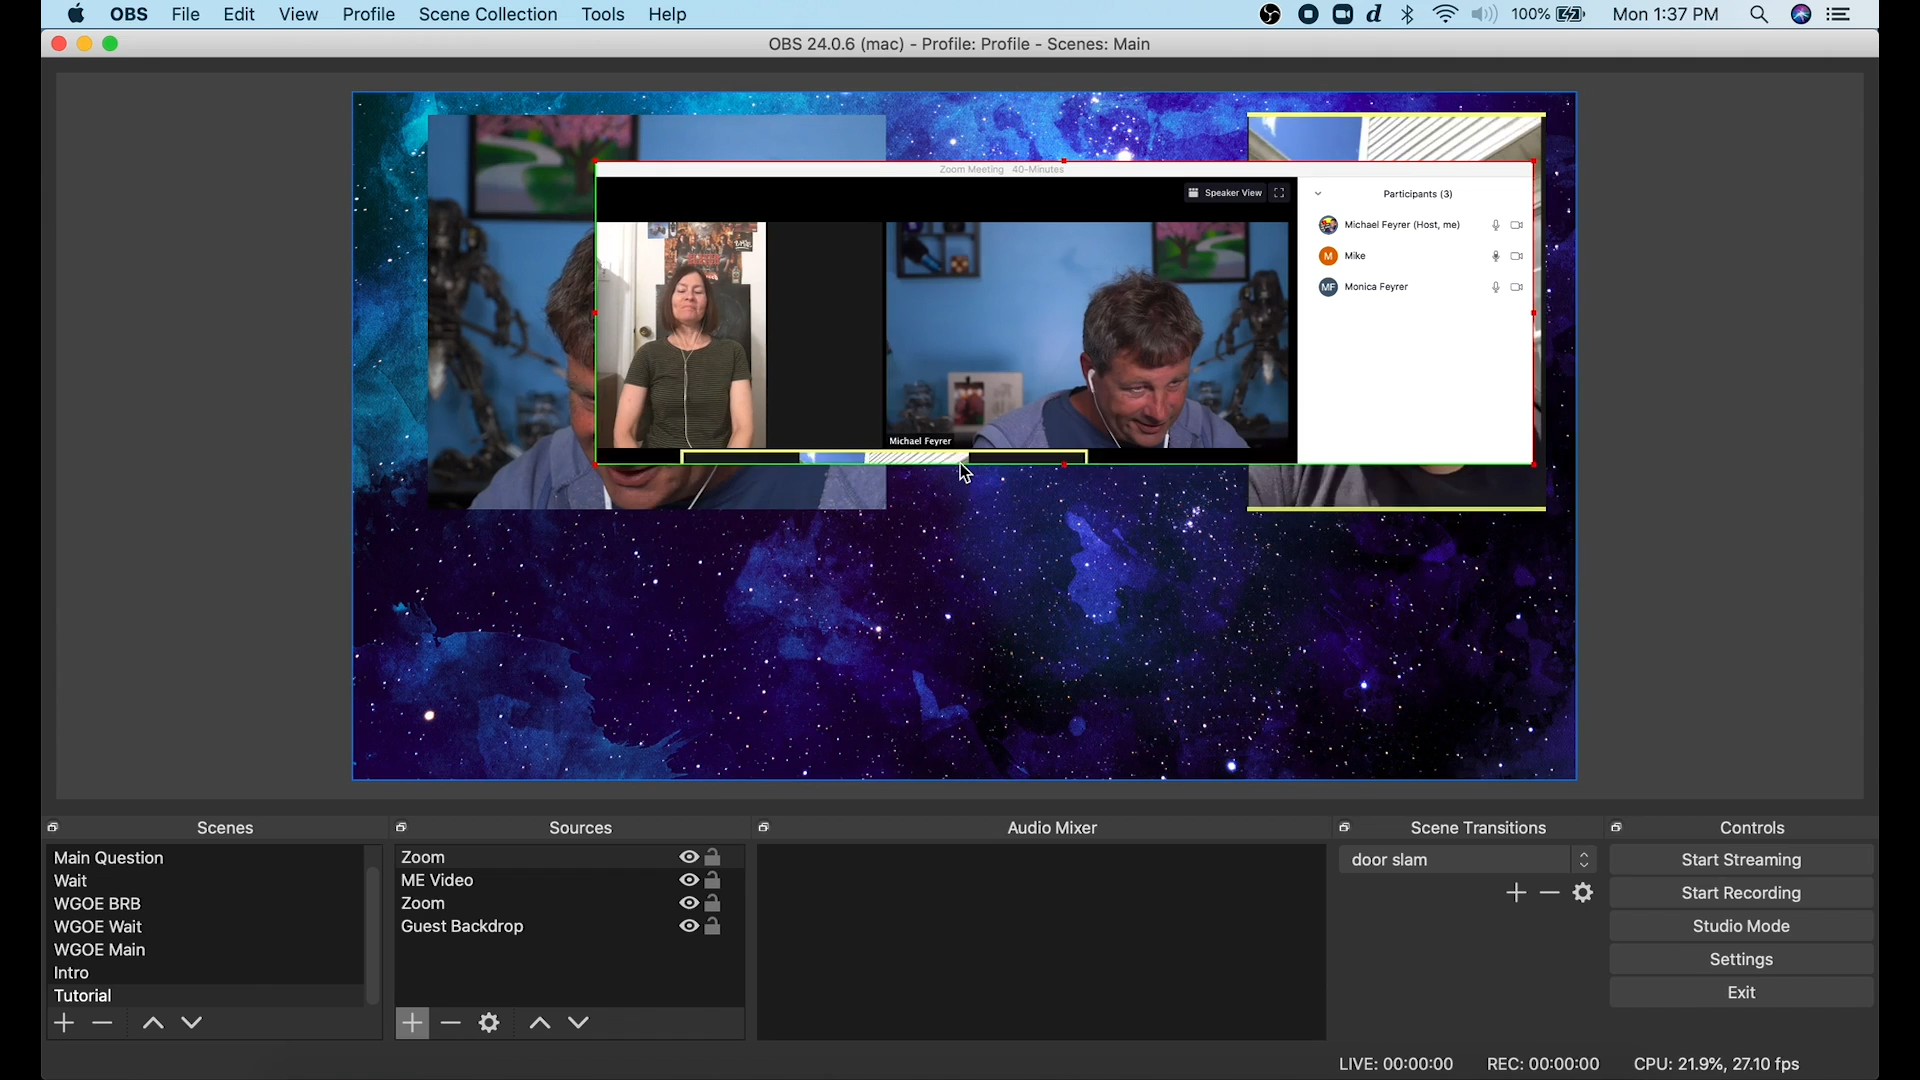 OBS File Edit View Profile Scene Collection Tools Help d 100% Mon 1:37 PM
OBS 24.0.6 (mac) - Profile: Profile - Scenes: Main
Zoom Meeting 40-Minutes
Speaker View
Participants (3)
Michael Feyrer (Host, me)
M Mike
MF Monica Feyrer
Michael Feyrer
Scenes
Main Question
Wait
WGOE BRB
WGOE Wait
WGOE Main
Intro
Tutorial
Sources
Zoom
ME Video
Zoom
Guest Backdrop
Audio Mixer
Scene Transitions
door slam
Controls
Start Streaming
Start Recording
Studio Mode
Settings
Exit
LIVE: 00:00:00 REC: 00:00:00 CPU: 21.9%, 27.10 fps